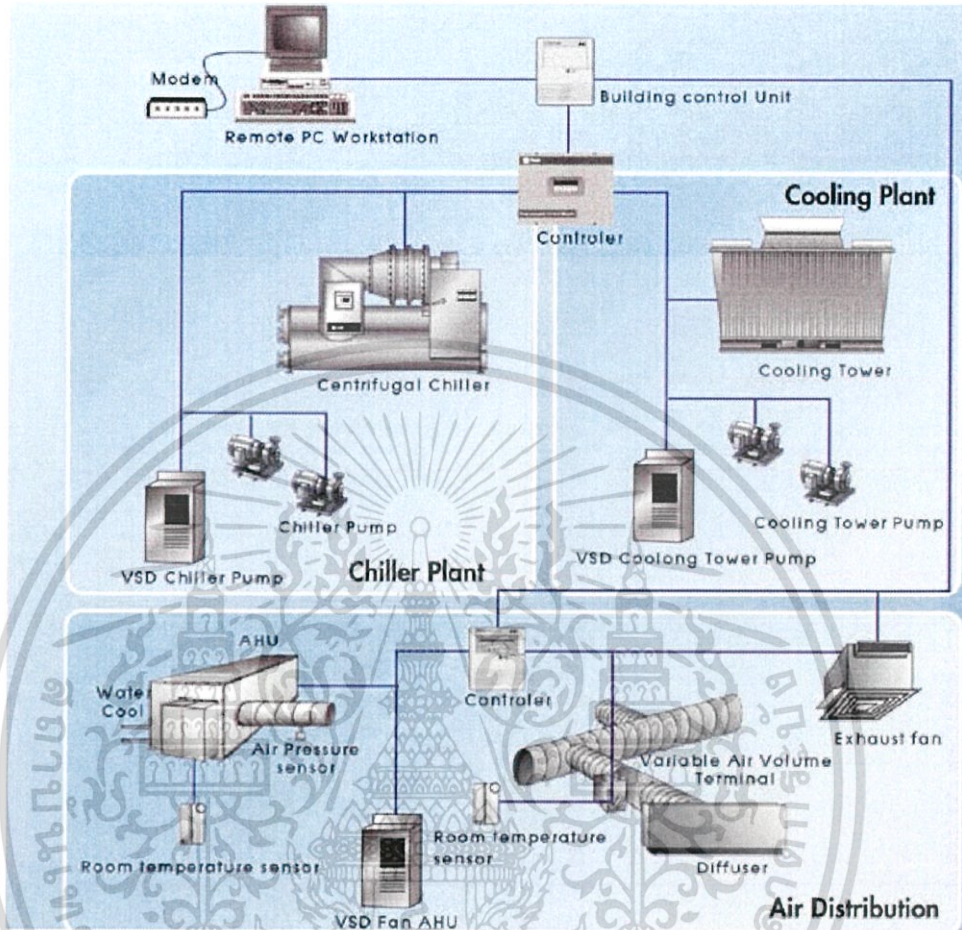 Modem
Remote PC Workstation
Building control Unit
Controler
Cooling Plant
Centrifugal Chiller
Cooling Tower
Chiller Pump
VSD Chiller Pump
Chiller Plant
Cooling Tower Pump
VSD Coolong Tower Pump
AHU
Water
Cool
Air Pressure
sensor
Room temperature sensor
Controler
VSD Fan AHU
Room temperature
sensor
Variable Air Volume
Terminal
Exhaust fan
Diffuser
Air Distribution